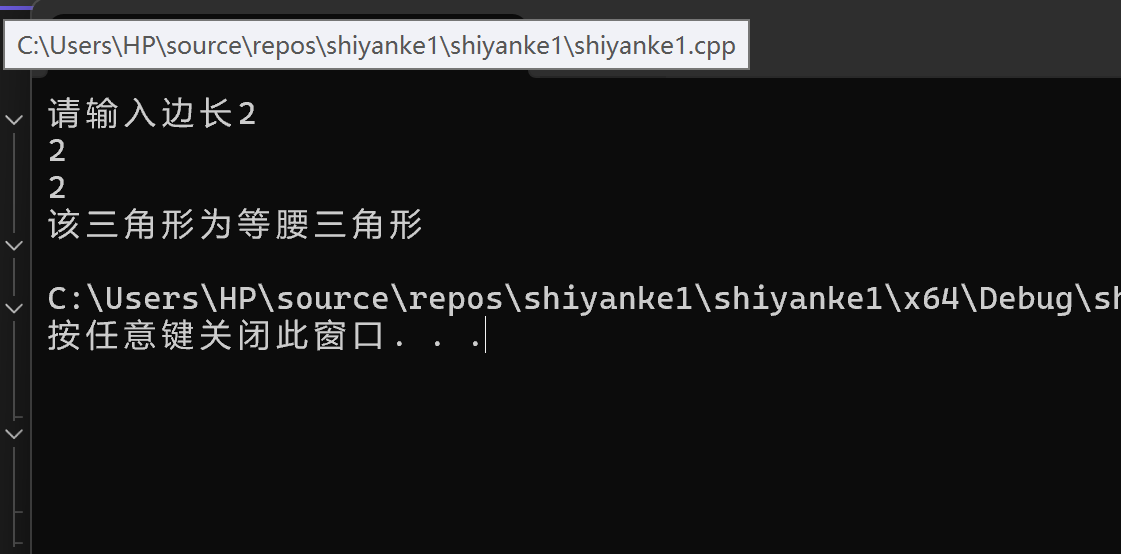 C:\Users\HP\source\repos\shiyanke1\shiyanke1\shiyanke1.cpp
请输入边长2
2
2
该三角形为等腰三角形
C:\Users\HP\source\repos\shiyanke1\shiyanke1\x64\Debug\sh
按任意键关闭此窗口. . .